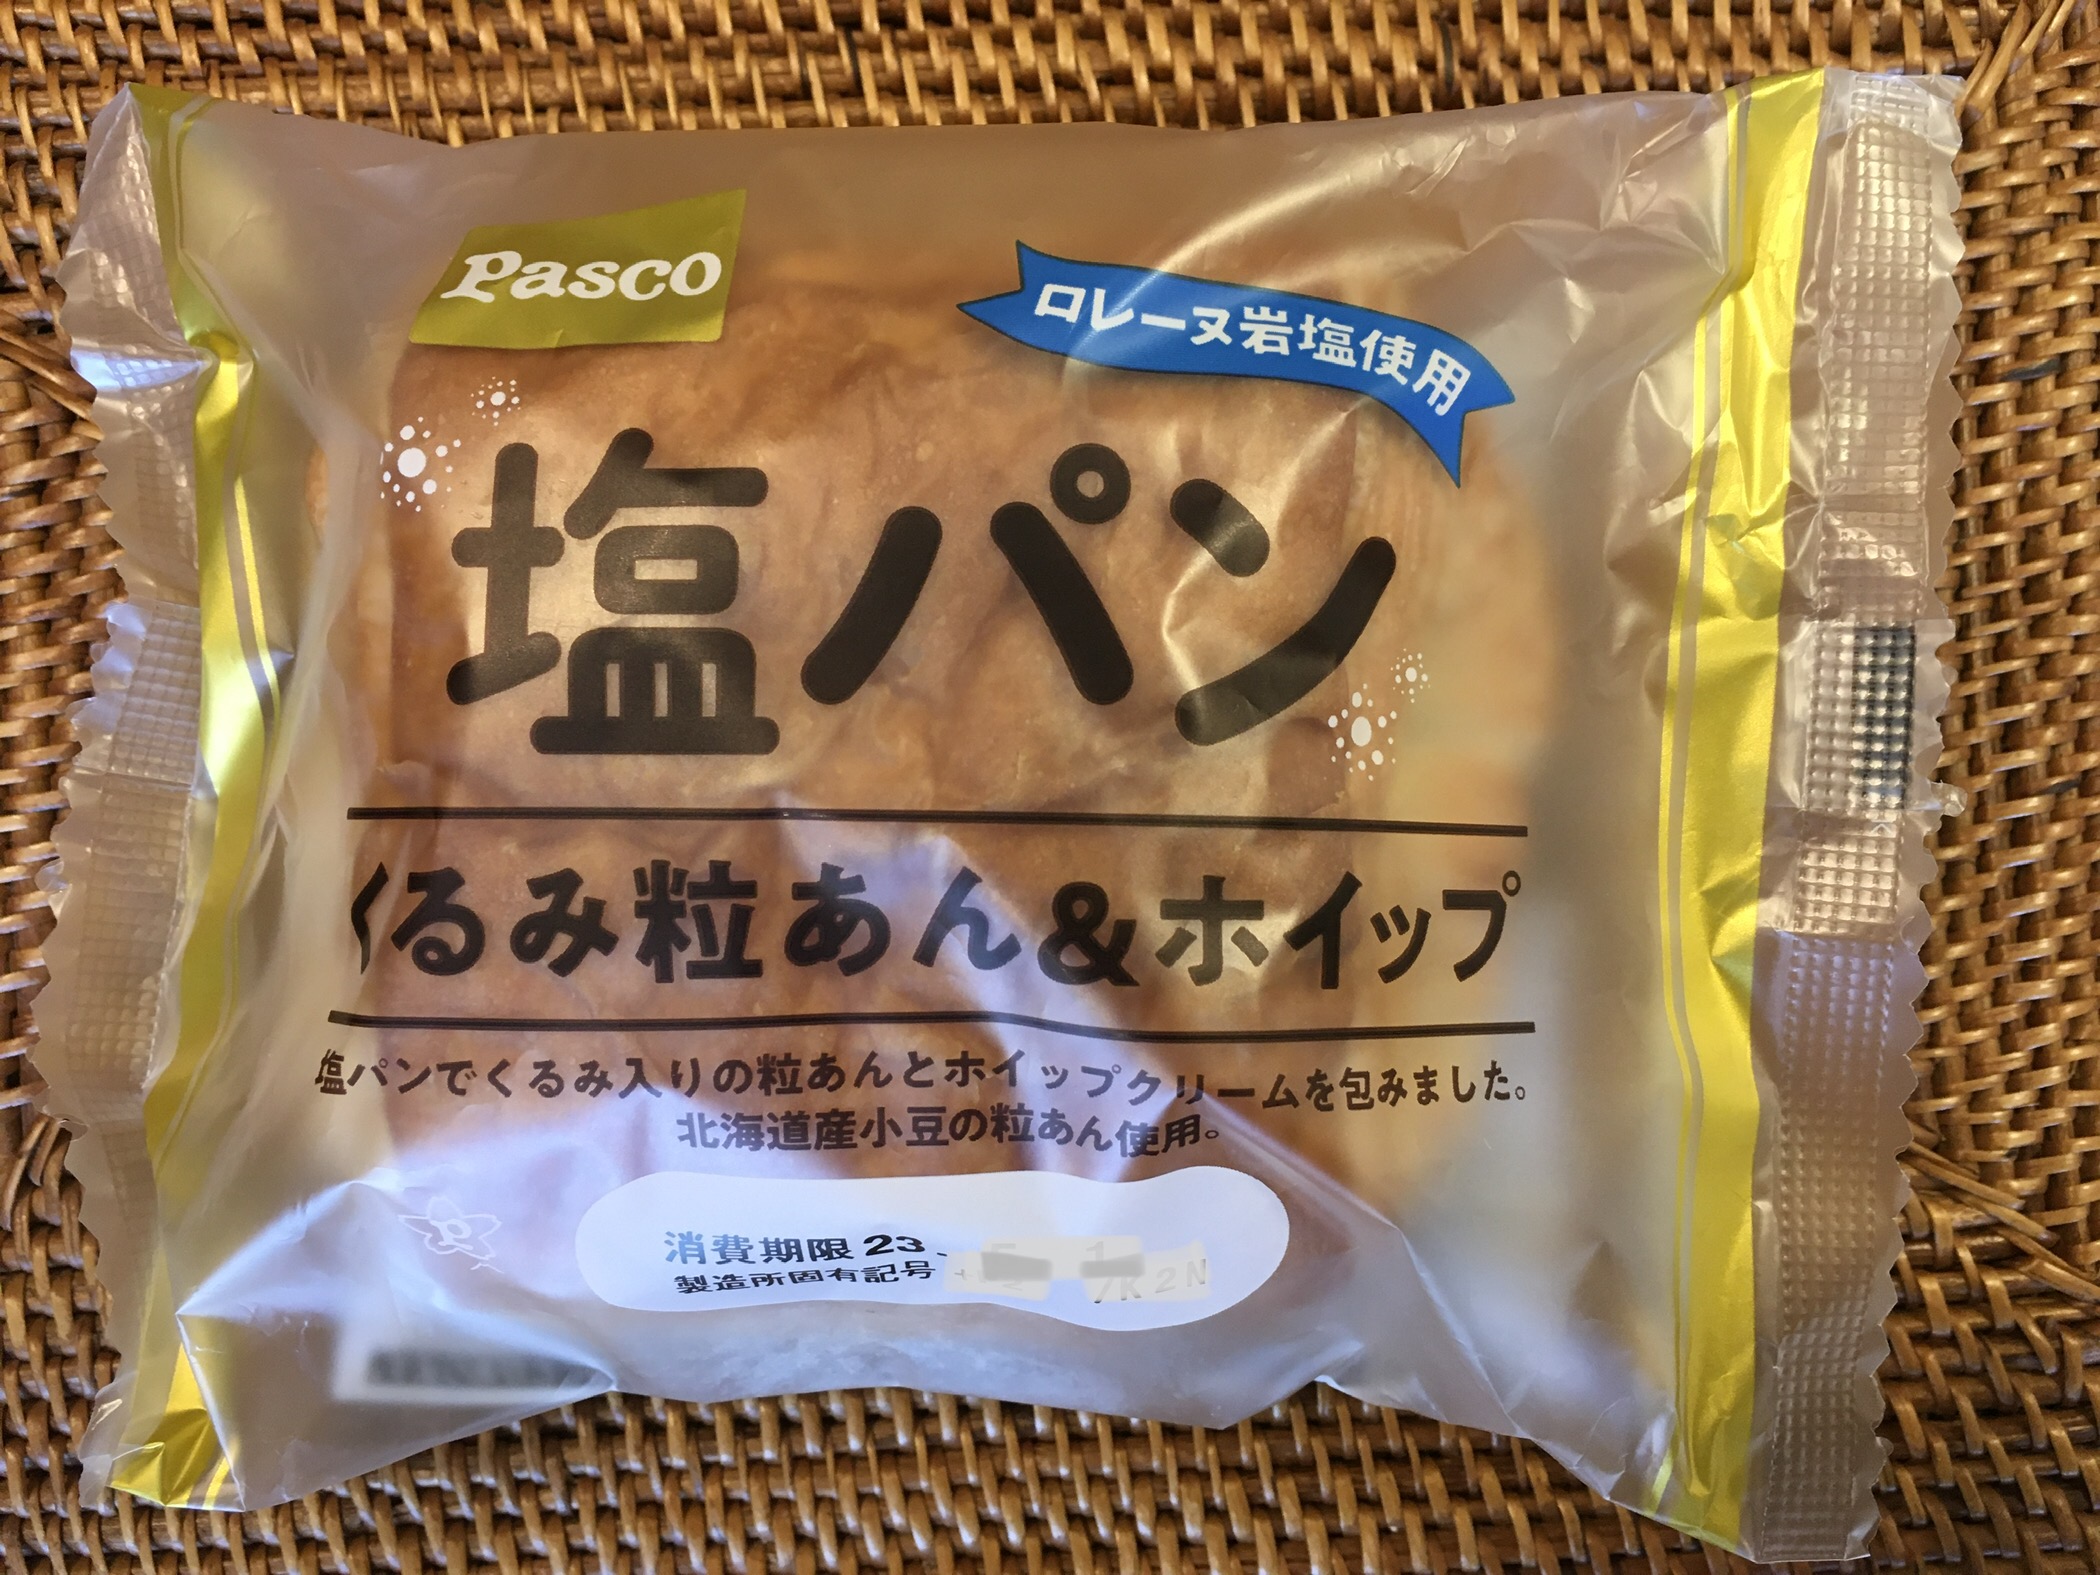 Pasco
ロレーヌ岩塩使用
塩パン
くるみ粒あん&ホイップ
塩パンでくるみ入りの粒あんとホイップクリームを包みました。
北海道産小豆の粒あん使用。
消費期限 23
製造所固有記号 /K2N